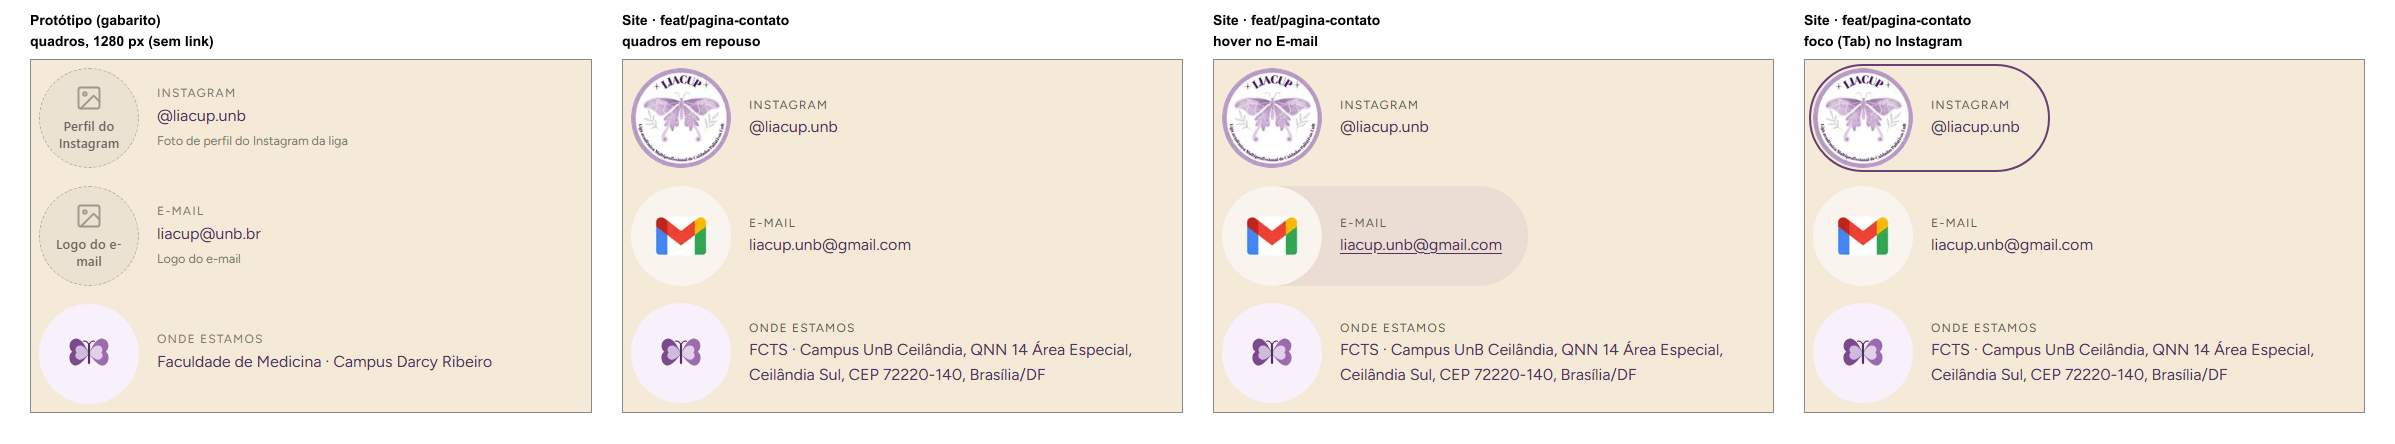 Protótipo (gabarito)
quadros, 1280 px (sem link)
Perfil do
Instagram
INSTAGRAM
@liacup.unb
Foto de perfil do Instagram da liga
Logo do e-
mail
E-MAIL
liacup@unb.br
Logo do e-mail
ONDE ESTAMOS
Faculdade de Medicina · Campus Darcy Ribeiro
Site · feat/pagina-contato
quadros em repouso
LIACUP
INSTAGRAM
@liacup.unb
E-MAIL
liacup.unb@gmail.com
ONDE ESTAMOS
FCTS · Campus UnB Ceilândia, QNN 14 Área Especial,
Ceilândia Sul, CEP 72220-140, Brasília/DF
Site · feat/pagina-contato
hover no E-mail
LIACUP
INSTAGRAM
@liacup.unb
E-MAIL
liacup.unb@gmail.com
ONDE ESTAMOS
FCTS · Campus UnB Ceilândia, QNN 14 Área Especial,
Ceilândia Sul, CEP 72220-140, Brasília/DF
Site · feat/pagina-contato
foco (Tab) no Instagram
LIACUP
INSTAGRAM
@liacup.unb
E-MAIL
liacup.unb@gmail.com
ONDE ESTAMOS
FCTS · Campus UnB Ceilândia, QNN 14 Área Especial,
Ceilândia Sul, CEP 72220-140, Brasília/DF